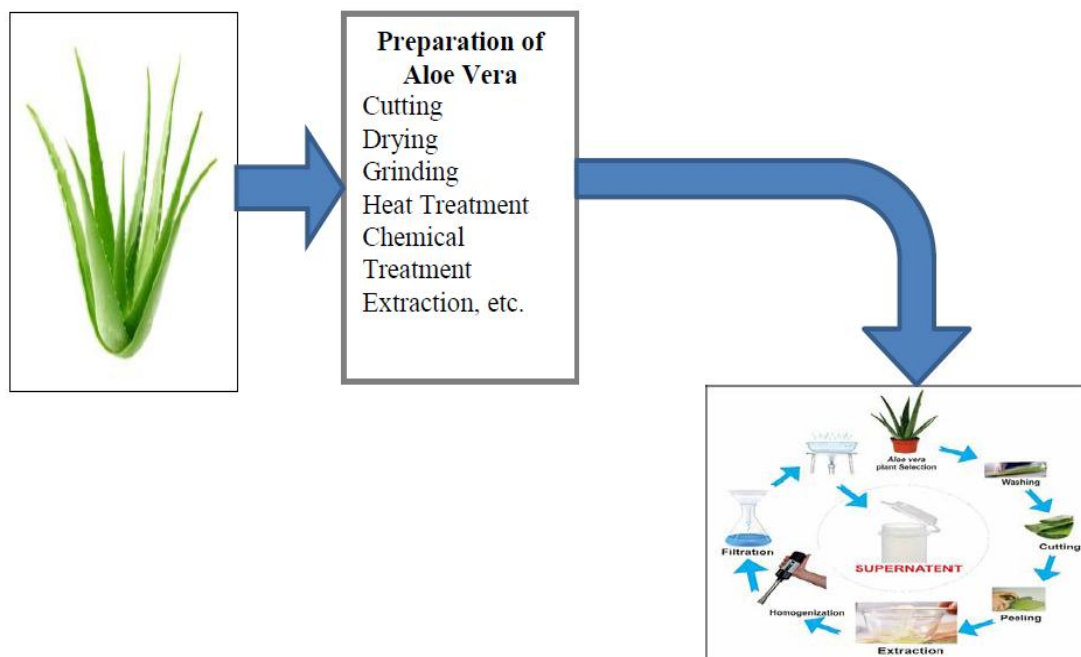 Preparation of
Aloe Vera
Cutting
Drying
Grinding
Heat Treatment
Chemical
Treatment
Extraction, etc.
Aloe vera
plant Selection
Washing
Cutting
Peeling
Extraction
Homogenization
Filtration
SUPERNATENT